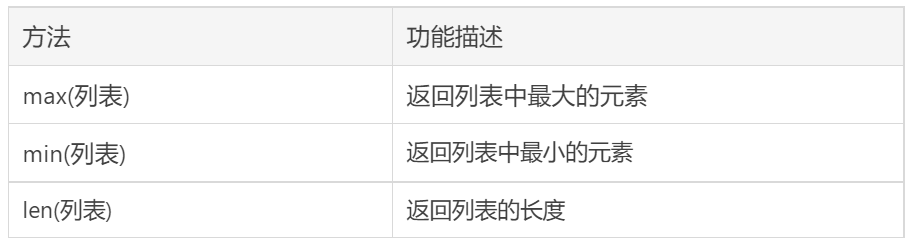 方法 功能描述
max(列表) 返回列表中最大的元素
min(列表) 返回列表中最小的元素
len(列表) 返回列表的长度